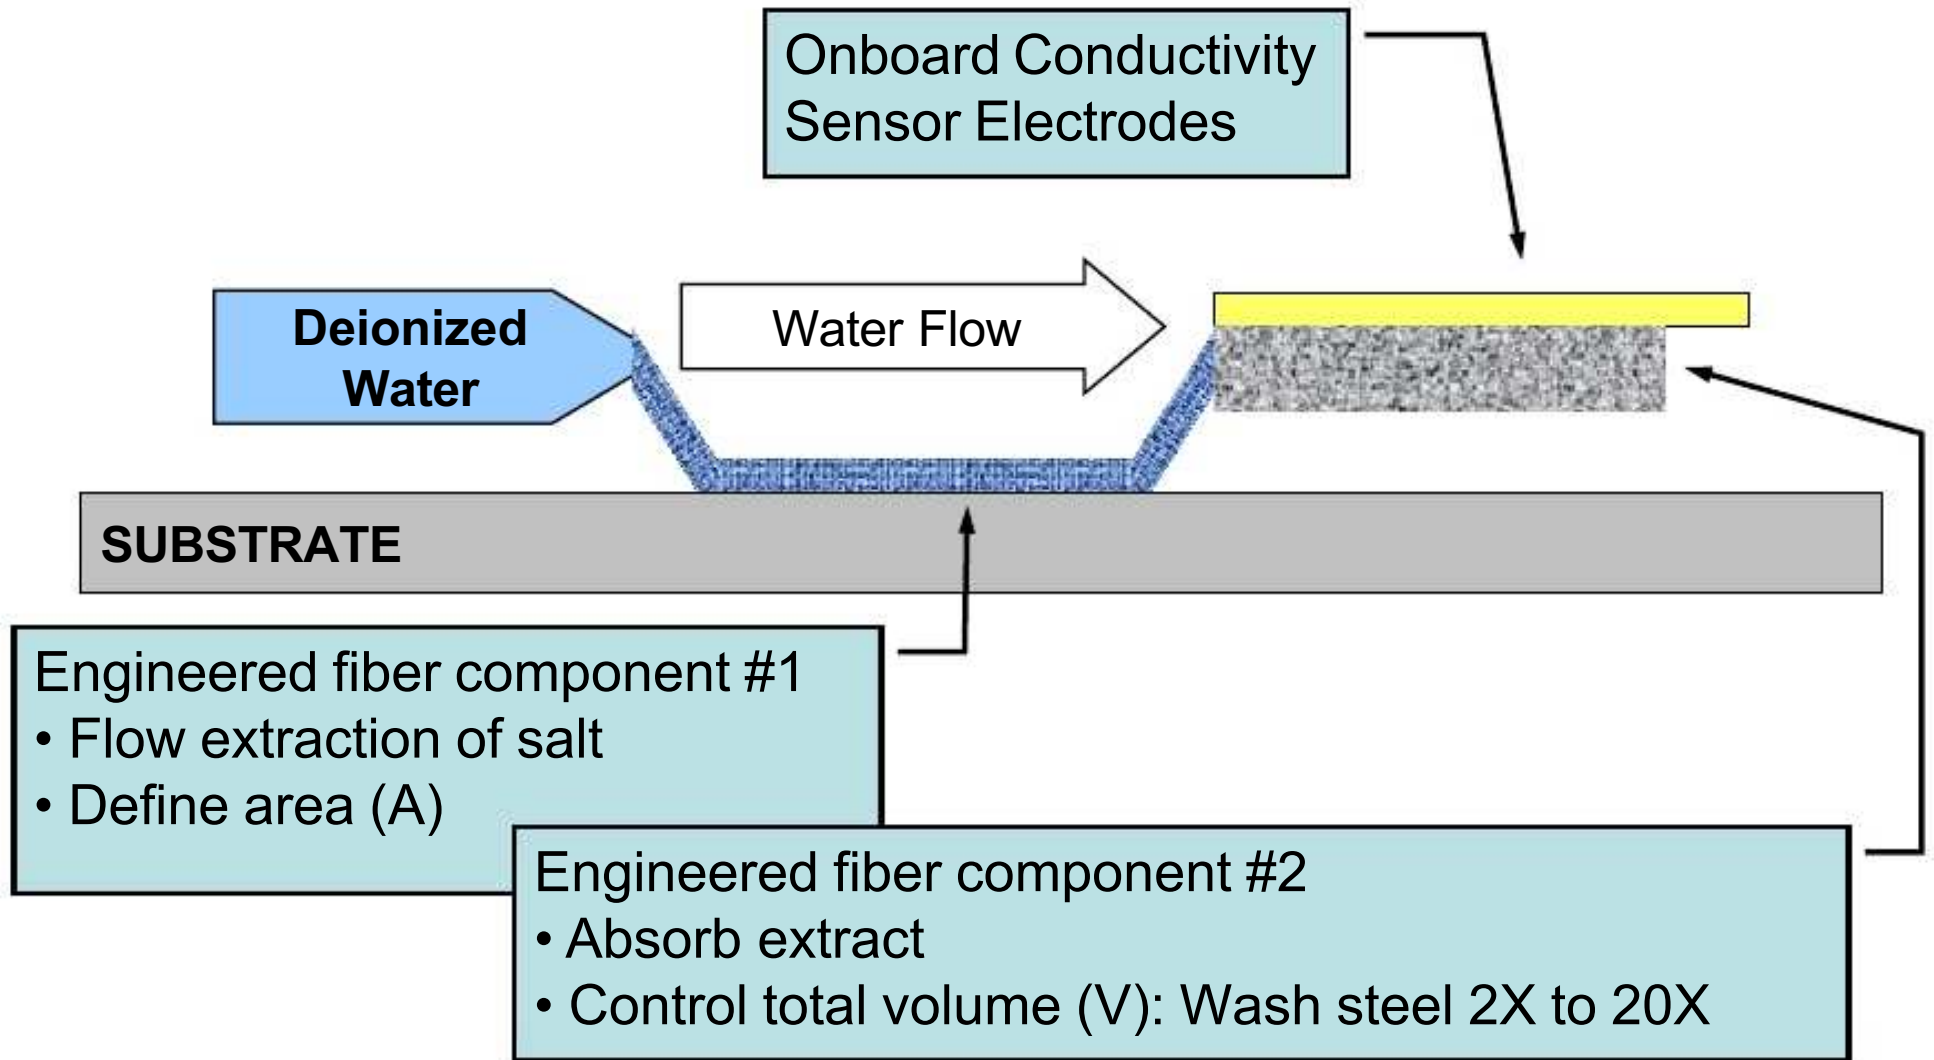 Onboard Conductivity
Sensor Electrodes
Deionized
Water
Water Flow
SUBSTRATE
Engineered fiber component #1
• Flow extraction of salt
• Define area (A)
Engineered fiber component #2
• Absorb extract
• Control total volume (V): Wash steel 2X to 20X